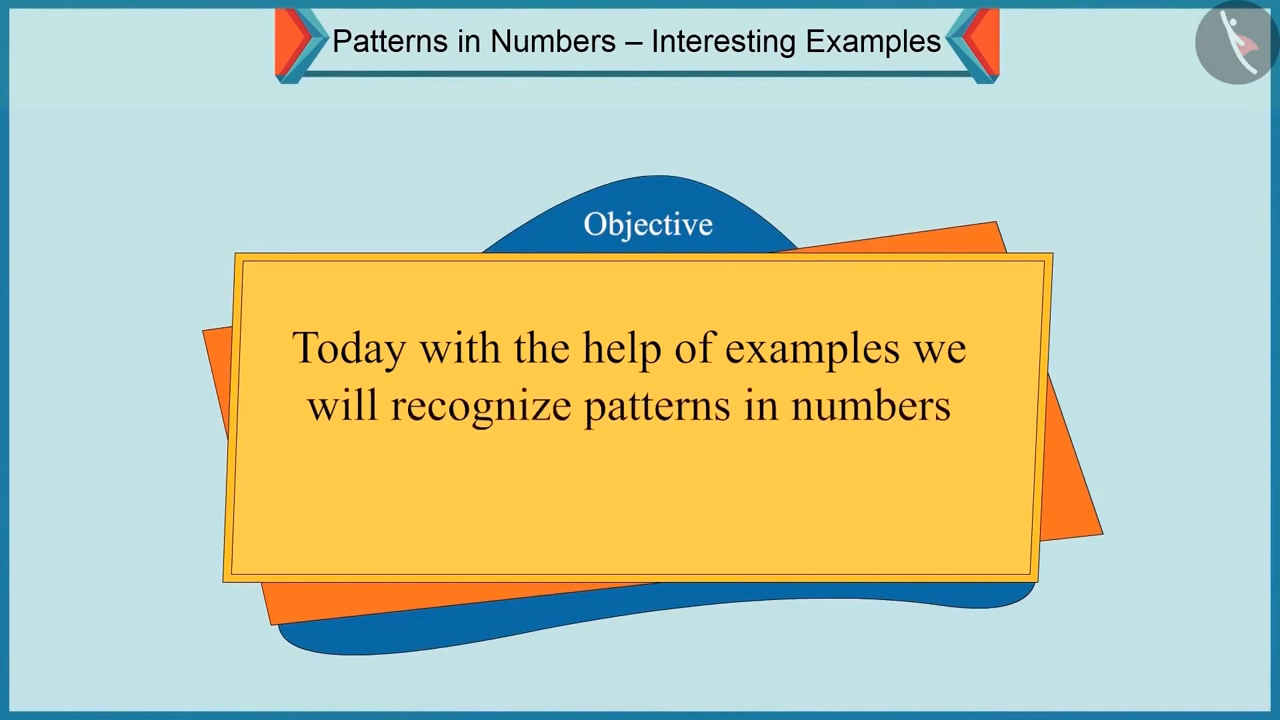 Patterns in Numbers – Interesting Examples
Objective
Today with the help of examples we
will recognize patterns in numbers